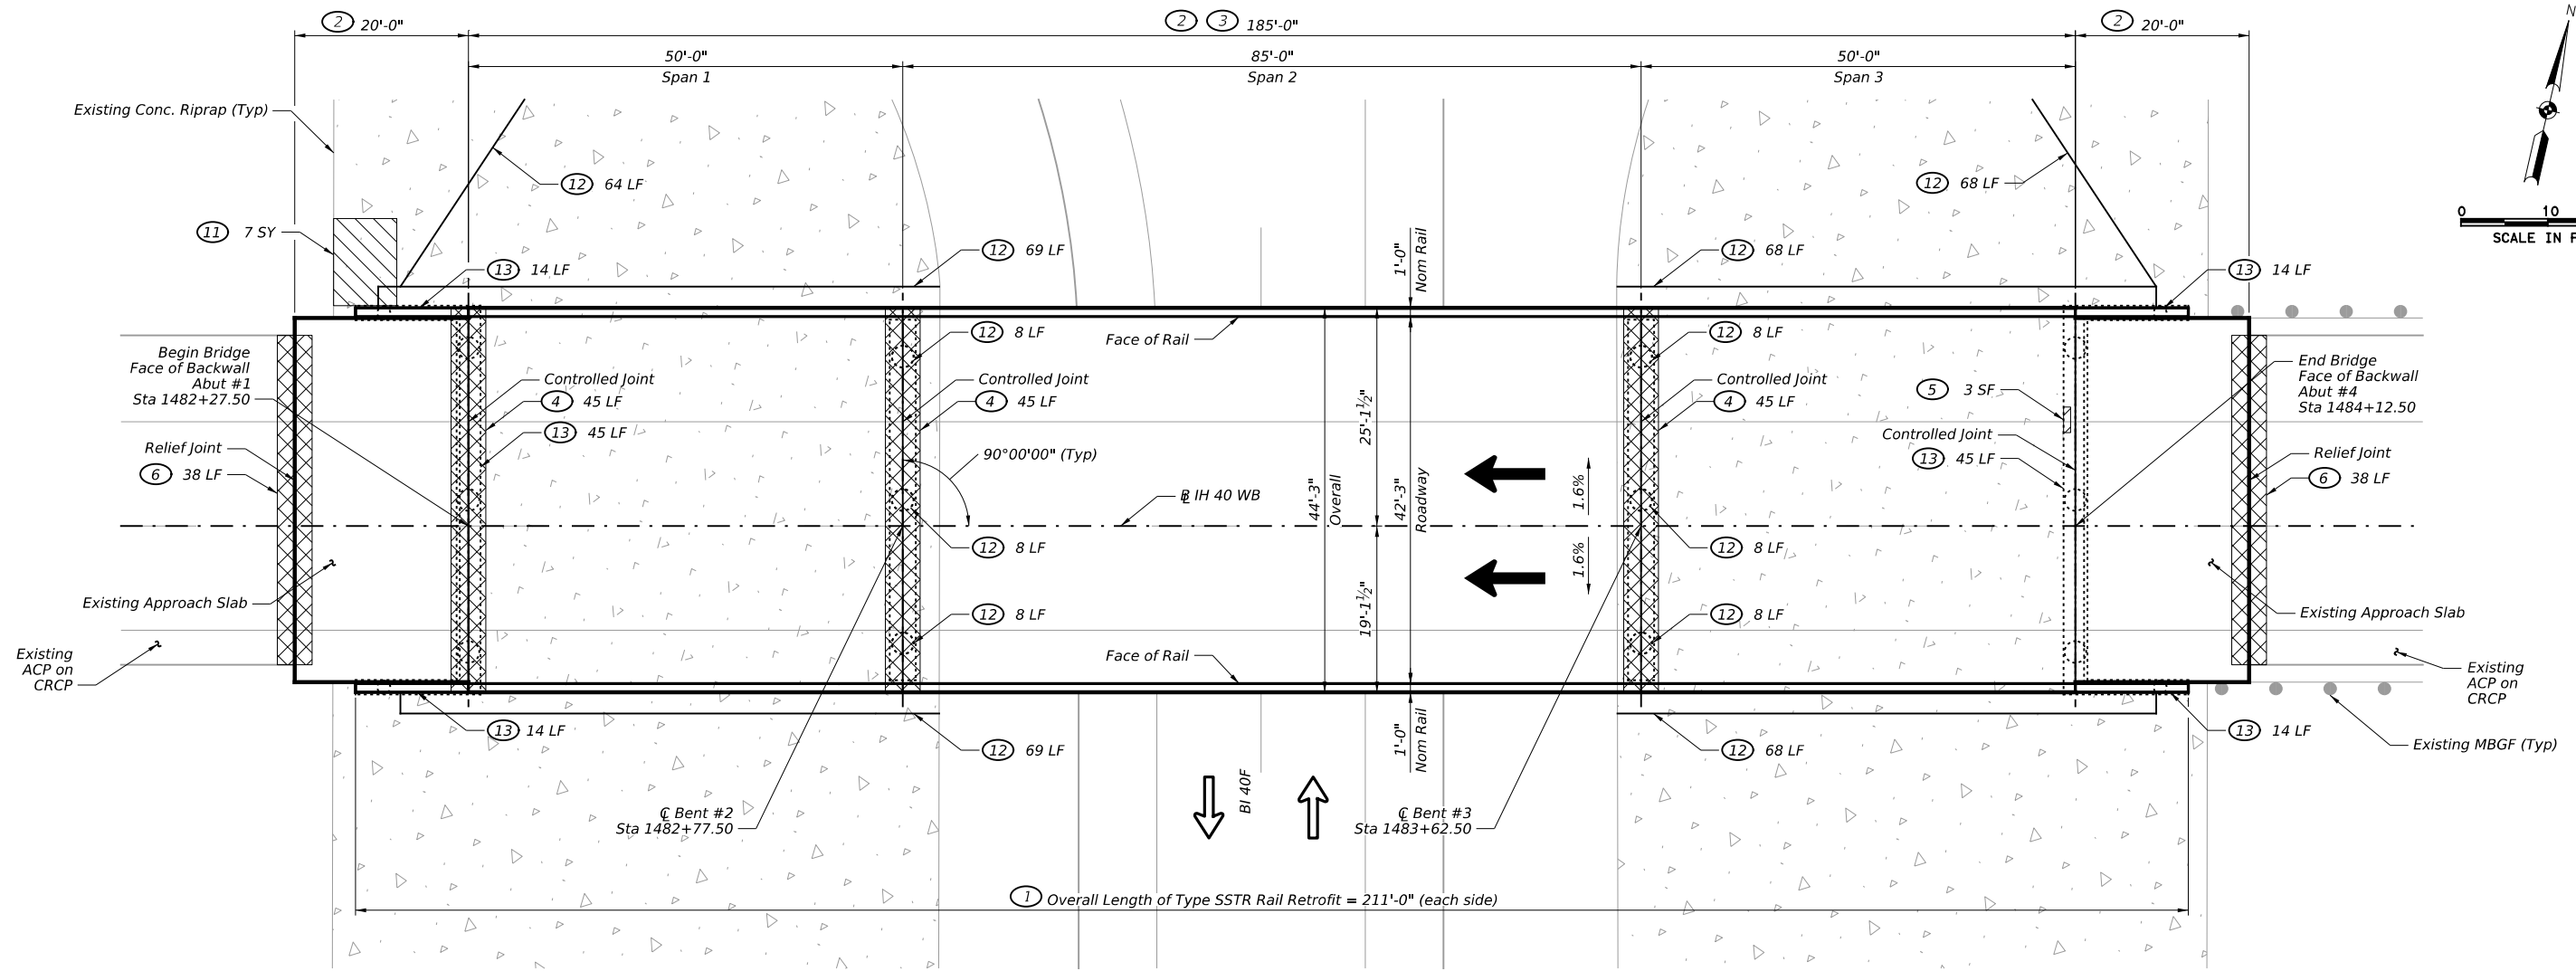 2 20'-0"
2 3 185'-0"
2 20'-0"
N
50'-0"
Span 1
85'-0"
Span 2
50'-0"
Span 3
Existing Conc. Riprap (Typ)
12 64 LF
12 68 LF
0 10
SCALE IN F
11 7 SY
13 14 LF
12 69 LF
1'-0"
Nom Rail
12 68 LF
13 14 LF
Begin Bridge
Face of Backwall
Abut #1
Sta 1482+27.50
12 8 LF
Face of Rail
12 8 LF
End Bridge
Face of Backwall
Abut #4
Sta 1484+12.50
Controlled Joint
4 45 LF
13 45 LF
Controlled Joint
4 45 LF
25'-1½"
Controlled Joint
4 45 LF
5 3 SF
Controlled Joint
13 45 LF
Relief Joint
6 38 LF
90°00'00" (Typ)
Relief Joint
6 38 LF
℄ IH 40 WB
44'-3"
Overall
42'-3"
Roadway
1.6%
1.6%
12 8 LF
12 8 LF
Existing Approach Slab
12 8 LF
19'-1½"
12 8 LF
Existing Approach Slab
Existing
ACP on
CRCP
Face of Rail
Existing
ACP on
CRCP
13 14 LF
12 69 LF
1'-0"
Nom Rail
12 68 LF
13 14 LF
Existing MBGF (Typ)
℄ Bent #2
Sta 1482+77.50
BI 40F
℄ Bent #3
Sta 1483+62.50
1 Overall Length of Type SSTR Rail Retrofit = 211'-0" (each side)